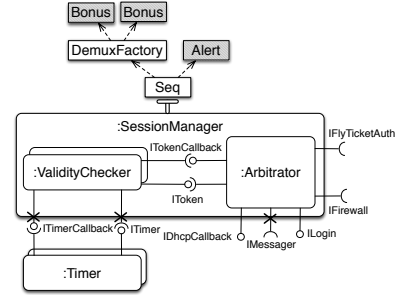 Bonus Bonus
DemuxFactory Alert
Seq
:SessionManager
ITokenCallback
IFlyTicketAuth
:ValidityChecker
:Arbitrator
IToken
IFirewall
ITimerCallback ITimer
IDhcpCallback
IMessager
ILogin
:Timer